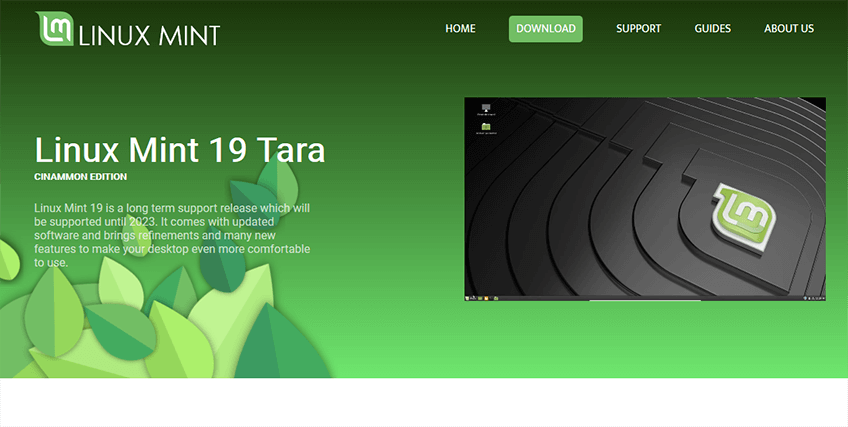 LINUX MINT
HOME
DOWNLOAD
SUPPORT
GUIDES
ABOUT US
Linux Mint 19 Tara
CINAMMON EDITION
Linux Mint 19 is a long term support release which will
be supported until 2023. It comes with updated
software and brings refinements and many new
features to make your desktop even more comfortable
to use.